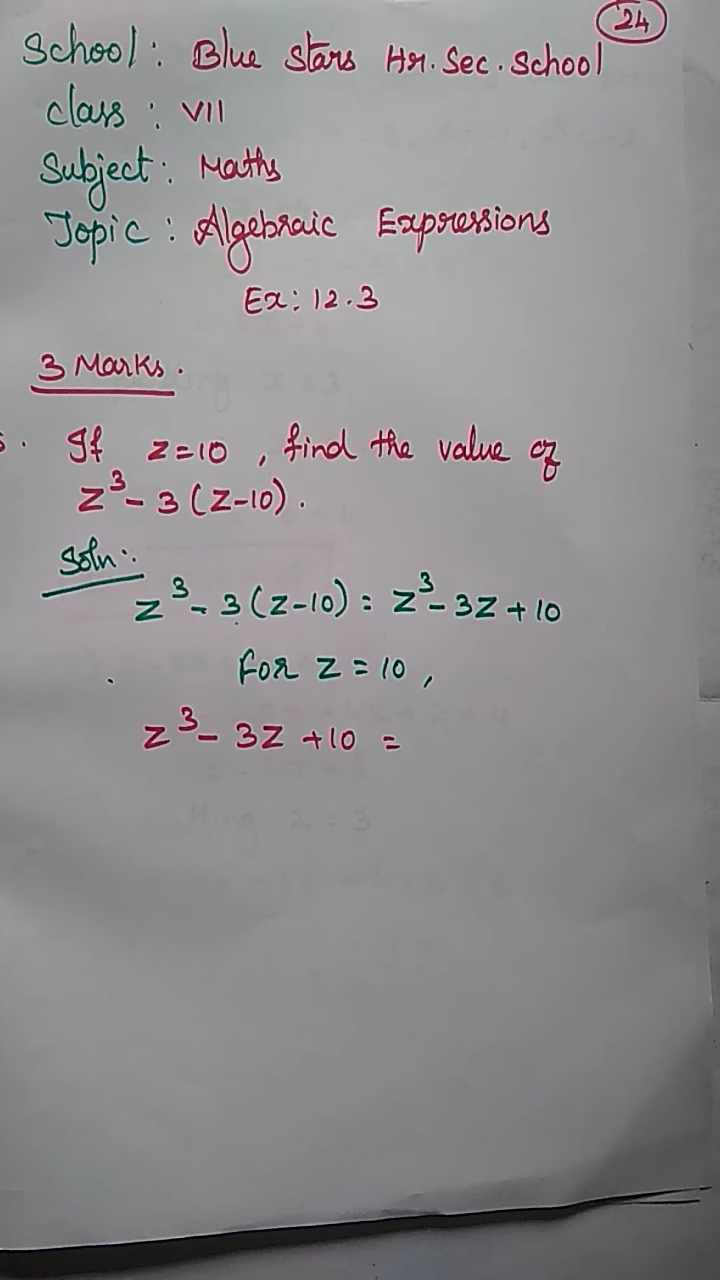 24
School: Blue Stars Hr. Sec. School
class: VII
Subject: Maths
Topic: Algebraic Expressions
Ex: 12.3
3 Marks.
If z=10, find the value of
z³-3(z-10).
Soln:
z³-3(z-10) = z³-3z+10
For z=10,
z³-3z+10 =